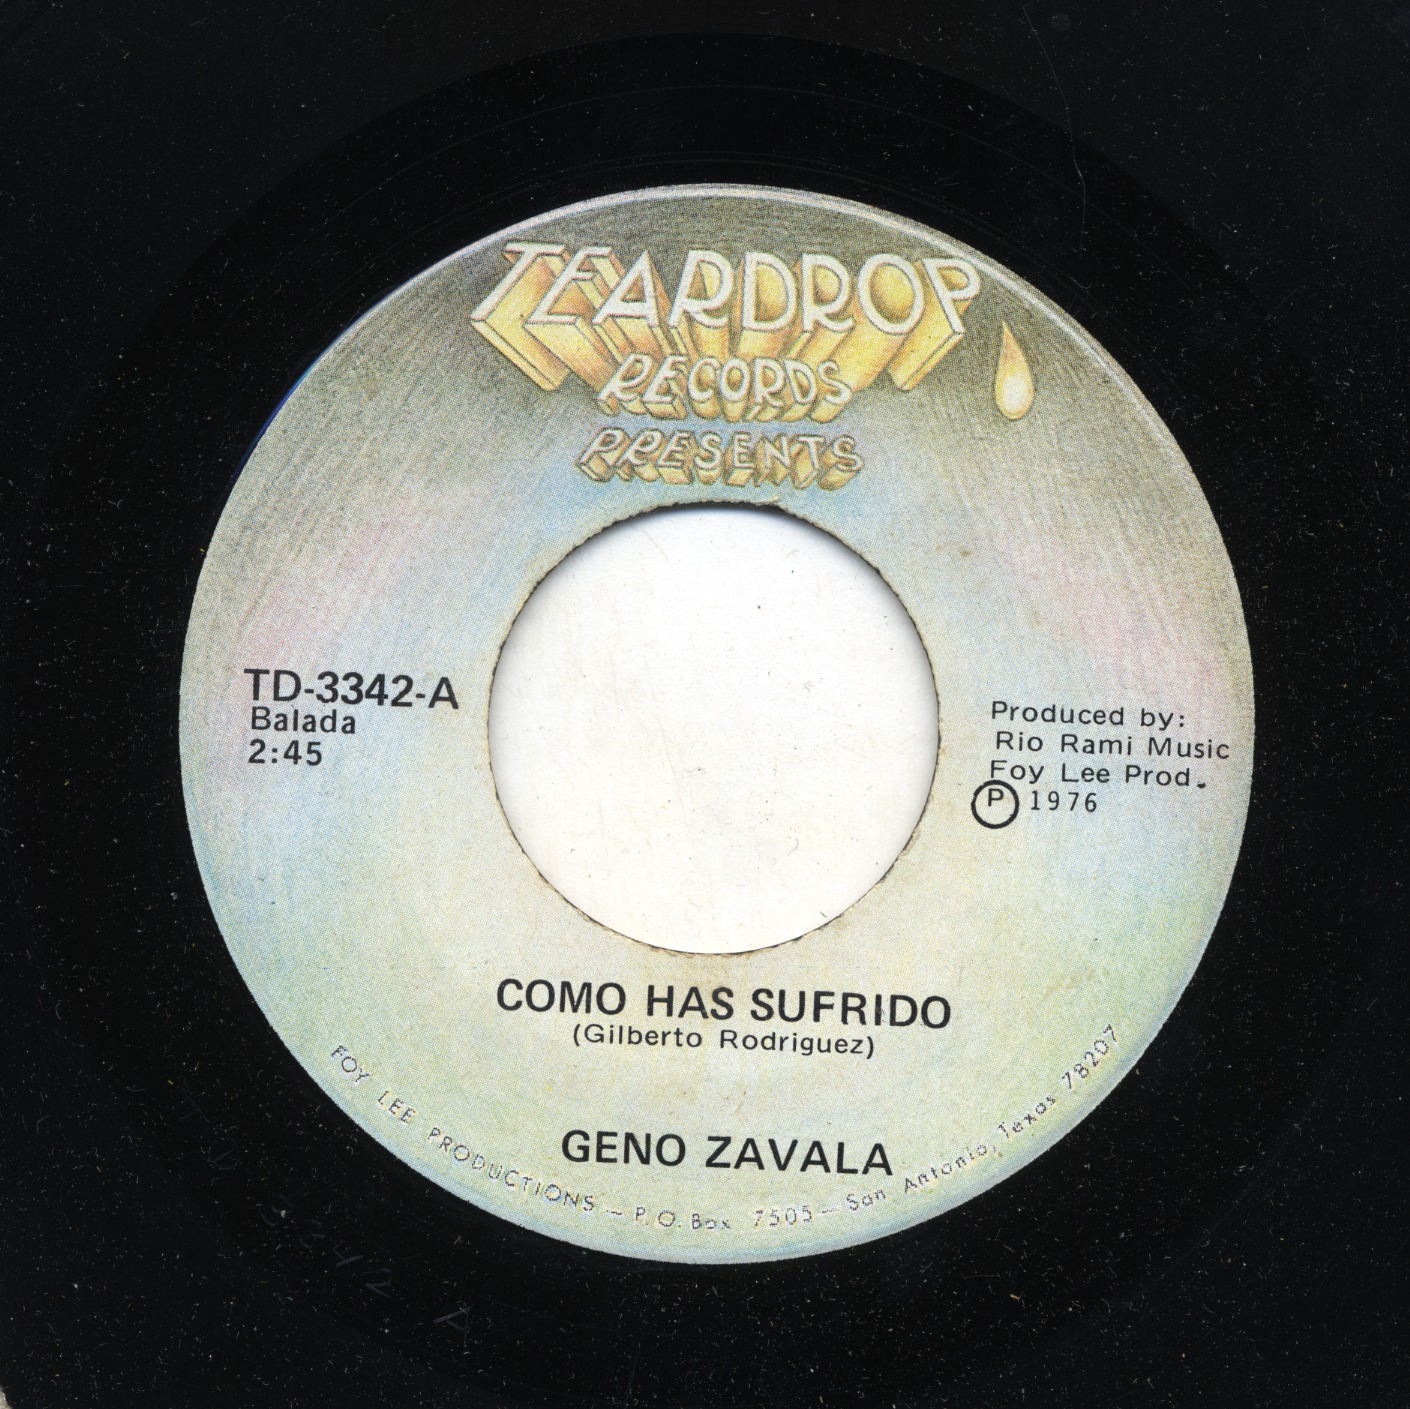 TEARDROP
RECORDS
PRESENTS
TD-3342-A
Balada
2:45
Produced by:
Rio Rami Music
Foy Lee Prod.
Ⓟ 1976
COMO HAS SUFRIDO
(Gilberto Rodriguez)
GENO ZAVALA
FOY LEE PRODUCTIONS — P.O. Box 7505 — San Antonio, Texas 78207
3342 A